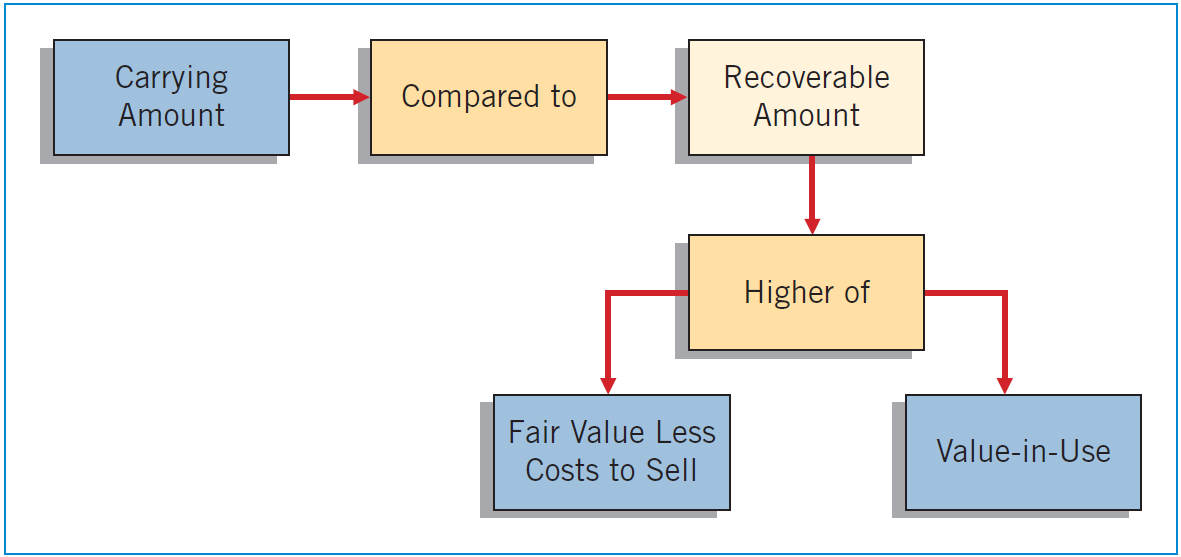 Carrying
Amount
Compared to
Recoverable
Amount
Higher of
Fair Value Less
Costs to Sell
Value-in-Use